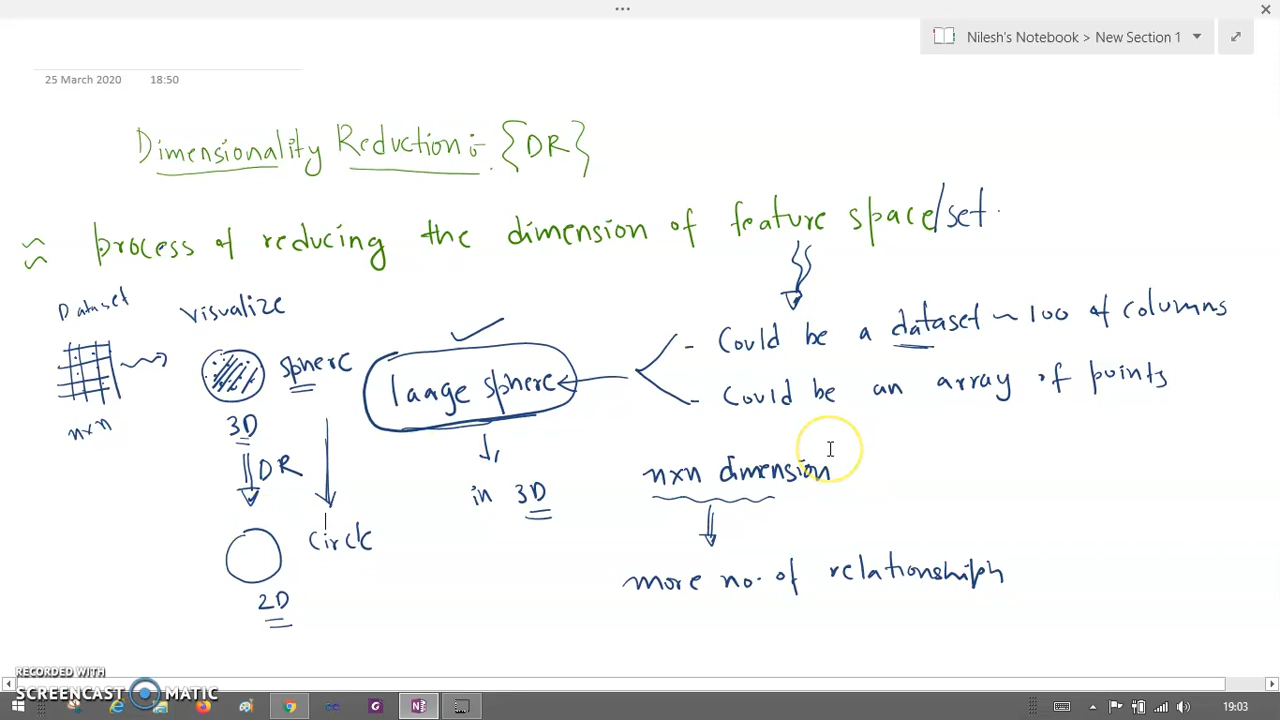 Nilesh's Notebook > New Section 1
25 March 2020 18:50
Dimensionality Reduction :- {DR}
≈ process of reducing the dimension of feature space/set.
Dataset
nxn
Visualize
sphere
3D
DR
circle
2D
laage sphere
in 3D
- Could be a dataset ~ 100 of columns
- Could be an array of points
nxn dimension
more no. of relationship
RECORDED WITH
SCREENCAST MATIC
19:03